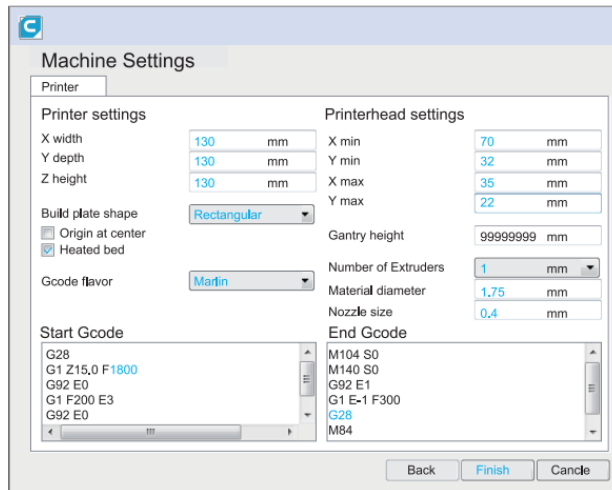 Machine Settings
Printer
Printer settings
X width 130 mm
Y depth 130 mm
Z height 130 mm
Build plate shape Rectangular
Origin at center
Heated bed
Gcode flavor Marlin
Printerhead settings
X min 70 mm
Y min 32 mm
X max 35 mm
Y max 22 mm
Gantry height 99999999 mm
Number of Extruders 1 mm
Material diameter 1.75 mm
Nozzle size 0.4 mm
Start Gcode
G28
G1 Z15.0 F1800
G92 E0
G1 F200 E3
G92 E0
End Gcode
M104 S0
M140 S0
G92 E1
G1 E-1 F300
G28
M84
Back Finish Cancle